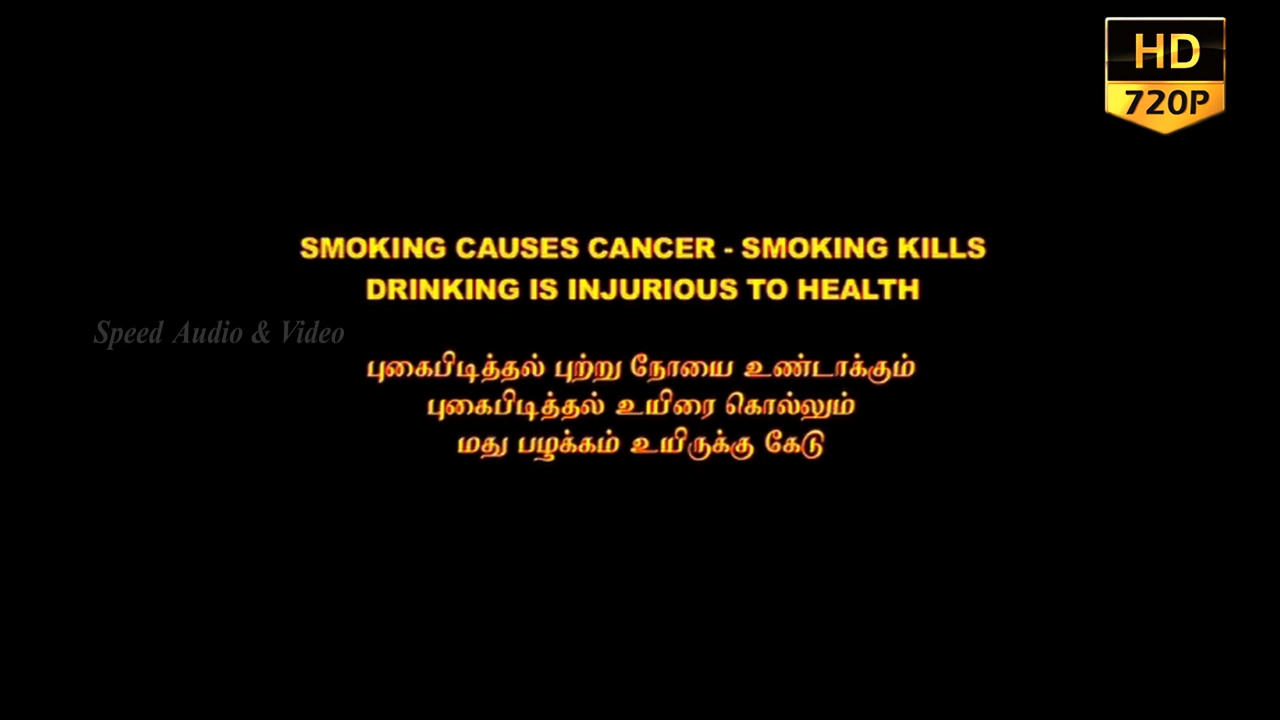 HD
720P
SMOKING CAUSES CANCER - SMOKING KILLS
DRINKING IS INJURIOUS TO HEALTH
Speed Audio & Video
புகைபிடித்தல் புற்று நோயை உண்டாக்கும்
புகைபிடித்தல் உயிரை கொல்லும்
மது பழக்கம் உயிருக்கு கேடு